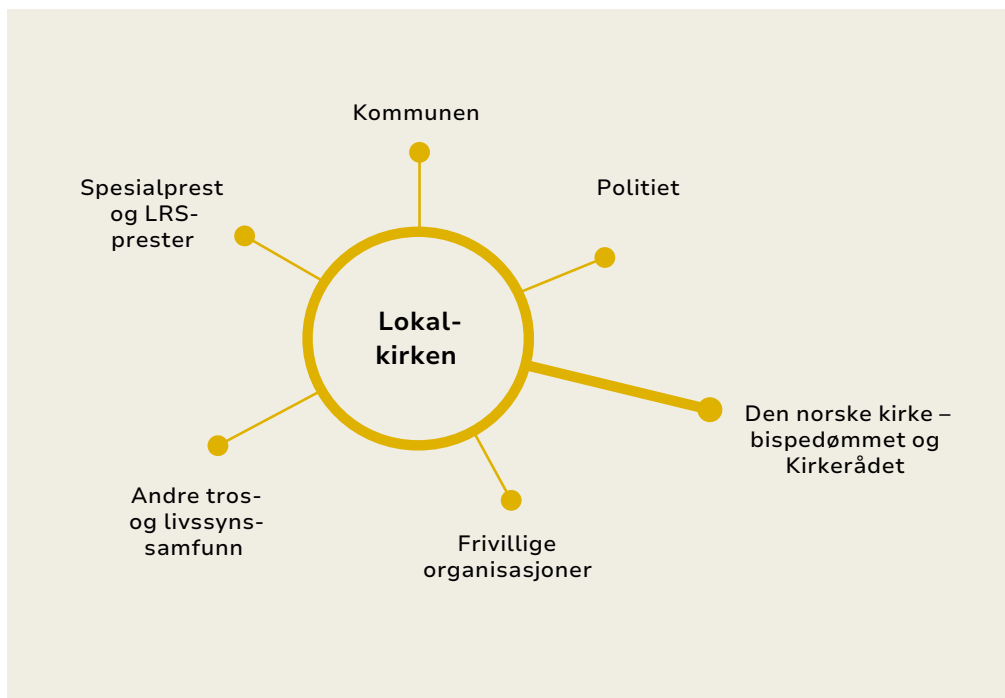 Kommunen
Spesialprest
og LRS-
prester
Politiet
Lokal-
kirken
Den norske kirke –
bispedømmet og
Kirkerådet
Andre tros-
og livssyns-
samfunn
Frivillige
organisasjoner